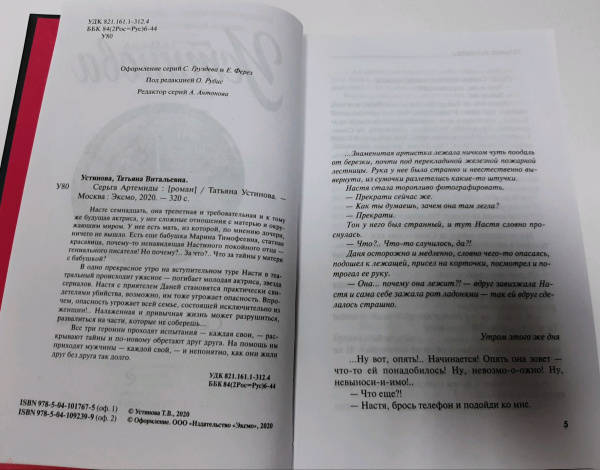 УДК 821.161.1-312.4
ББК 84(2Рос=Рус)6-44
У80
Оформление серий С. Груздева и Е. Ферез
Под редакцией О. Рубис
Редактор серий А. Антонова
Устинова, Татьяна Витальевна.
У80 Серьга Артемиды : [роман] / Татьяна Устинова. —
Москва : Эксмо, 2020. — 320 с.
Насте семнадцать, она трепетная и требовательная и к тому
же будущая актриса, у нее сложные отношения с матерью и окру-
жающим миром. У нее есть мать, из которой, по мнению дочери,
ничего не вышло. Есть еще бабушка Марина Тимофеевна, статная
красавица, почему-то ненавидящая Настиного покойного отца —
гениального писателя! Но почему?.. За что?.. Что за тайны у матери
с бабушкой?
В одно прекрасное утро на вступительном туре Насти в те-
атральный происходит ужасное — погибает молодая актриса, звезда
сериалов. Настя с приятелем Даней становятся практически сви-
детелями убийства, возможно, им тоже угрожает опасность. Впро-
чем, опасность угрожает всей семье, состоящей исключительно из
женщин!.. Налаженная и привычная жизнь может разрушиться,
развалиться на части, которые не соберешь...
Все три героини проходят испытания — каждая свои, — рас-
крывают тайны и по-новому обретают друг друга. На помощь им
приходят мужчины — каждой свой, — и непонятно, как они жили
друг без друга так долго.
УДК 821.161.1-312.4
ББК 84(2Рос=Рус)6-44
ISBN 978-5-04-101767-5 (оф. 1)
ISBN 978-5-04-109239-9 (оф. 2)
© Устинова Т.В., 2020
© Оформление. ООО «Издательство «Эксмо», 2020
...Знаменитая артистка лежала ничком чуть поодаль
от березки, почти под перекладиной железной пожарной
лестницы. Рука у нее была странно и неестественно вы-
вернута, из сумочки разлетелись какие-то штучки.
Настя стала торопливо фотографировать.
— Прекрати сейчас же.
— Как ты думаешь, зачем она там легла?
— Прекрати.
Тон у него был странный, и тут Настя словно про-
снулась.
— Что?.. Что-то случилось, да?!
Даня осторожно и медленно, словно чего-то опасаясь,
подошел к лежащей, присел на корточки, посмотрел и по-
трогал ее руку.
— Она... почему она лежит?! — вдруг завизжала На-
стя и сама себе зажала рот ладонями — так ей вдруг сде-
лалось страшно.
Утром этого же дня
...Ну вот, опять!.. Начинается! Опять она зовет —
что-то ей понадобилось! Ну, невозмо-о-ожно! Ну,
невыноси-и-имо!..
— Что еще?!
— Настя, брось телефон и подойди ко мне.
5